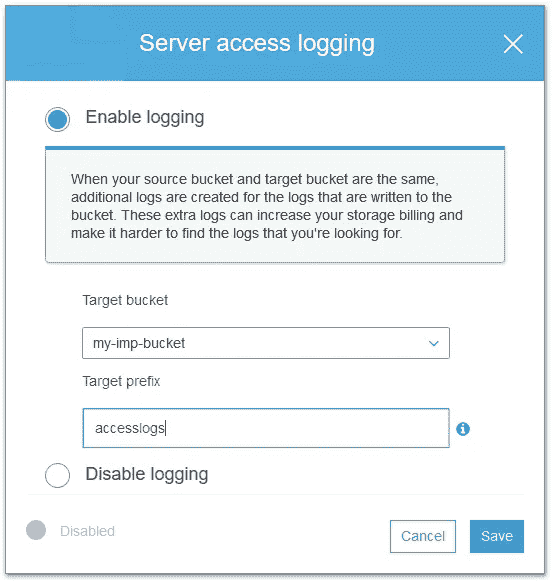 Server access logging
Enable logging
When your source bucket and target bucket are the same,
additional logs are created for the logs that are written to the
bucket. These extra logs can increase your storage billing and
make it harder to find the logs that you're looking for.
Target bucket
my-imp-bucket
Target prefix
accesslogs
Disable logging
Disabled
Cancel
Save